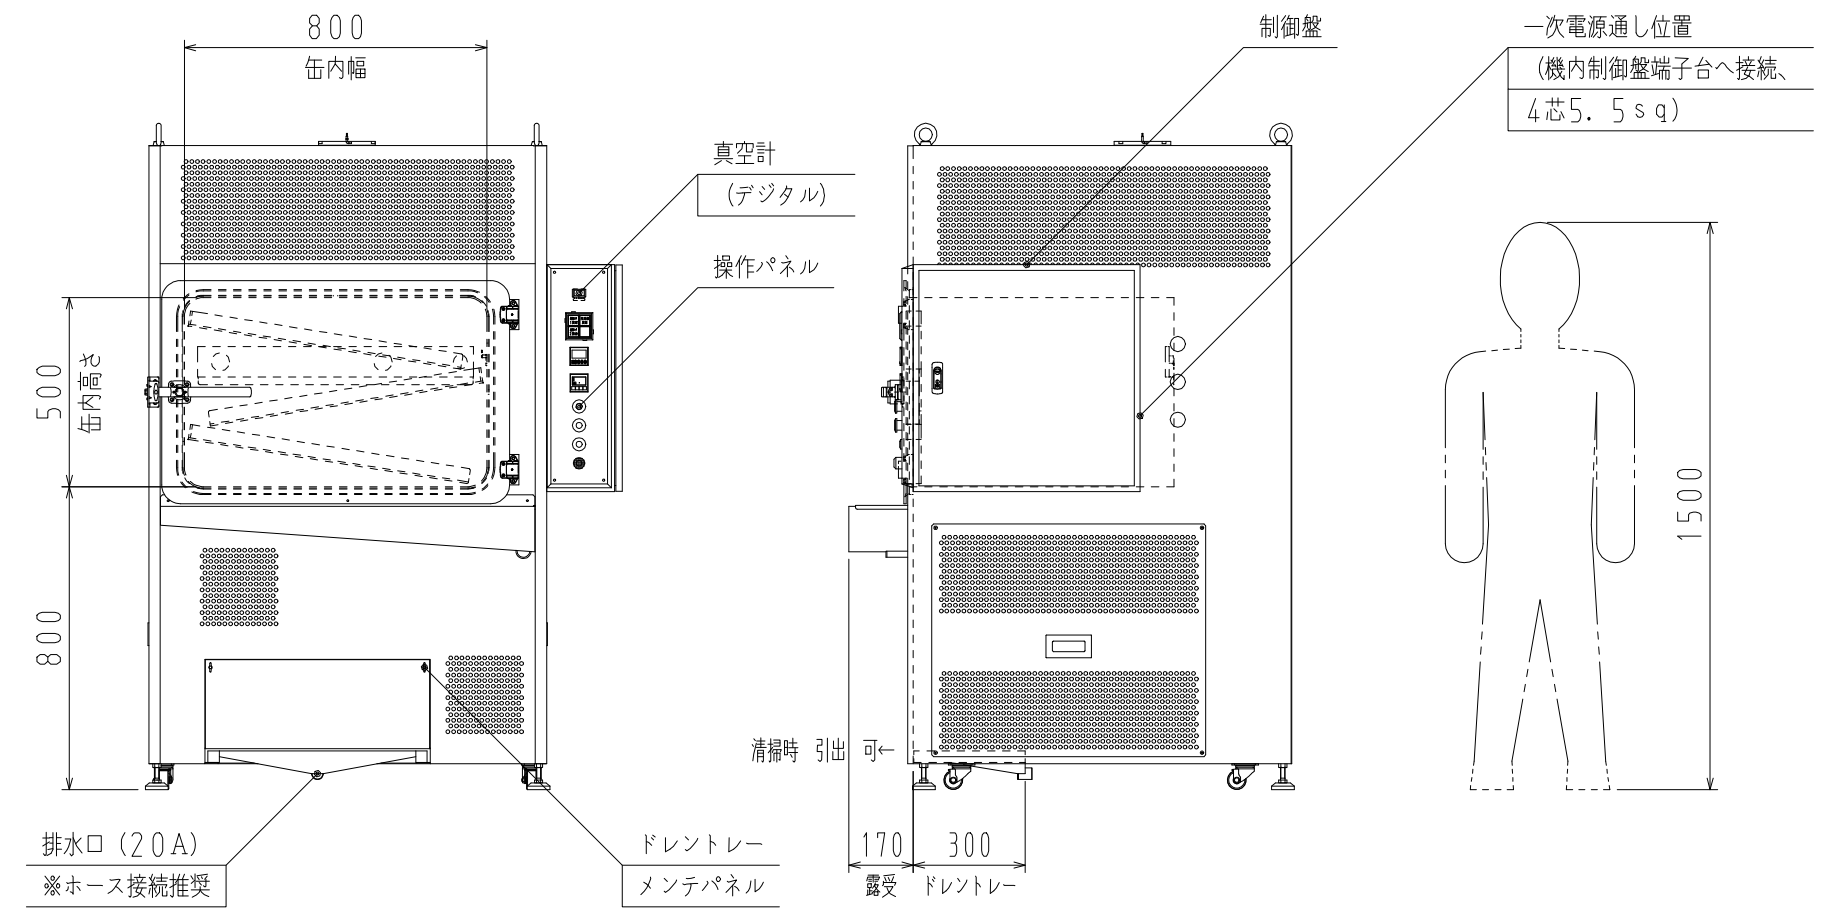 800
缶内幅
制御盤
一次電源通し位置
(機内制御盤端子台へ接続、
4芯5.5sq)
真空計
(デジタル)
操作パネル
500
缶内高さ
1500
800
清掃時 引出 可←
排水口(20A)
※ホース接続推奨
ドレントレー
メンテパネル
170
露受
300
ドレントレー